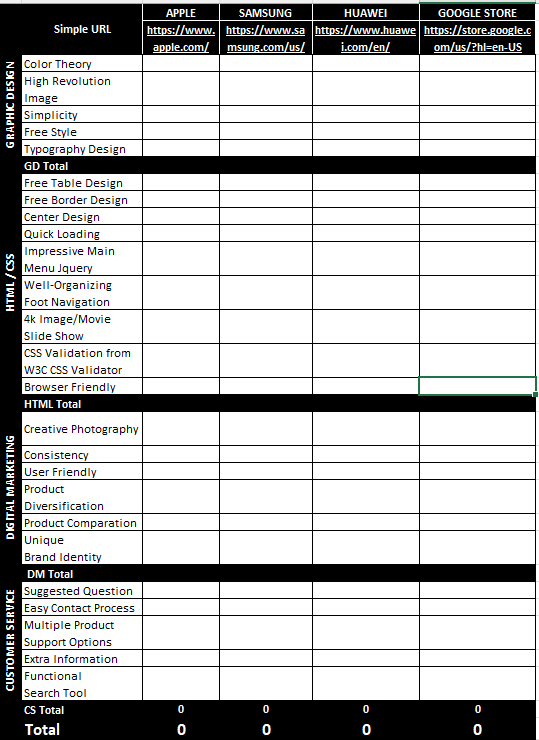 Simple URL
APPLE SAMSUNG HUAWEI GOOGLE STORE
https://www. https://www.sa https://www.huawe https://store.google.c
apple.com/ msung.com/us/ i.com/en/ om/us/?hl=en-US
GRAPHIC DESIGN
Color Theory
High Revolution
Image
Simplicity
Free Style
Typography Design
GD Total
HTML / CSS
Free Table Design
Free Border Design
Center Design
Quick Loading
Impressive Main
Menu Jquery
Well-Organizing
Foot Navigation
4k Image/Movie
Slide Show
CSS Validation from
W3C CSS Validator
Browser Friendly
HTML Total
DIGITAL MARKETING
Creative Photography
Consistency
User Friendly
Product
Diversification
Product Comparation
Unique
Brand Identity
DM Total
CUSTOMER SERVICE
Suggested Question
Easy Contact Process
Multiple Product
Support Options
Extra Information
Functional
Search Tool
CS Total 0 0 0 0
Total 0 0 0 0